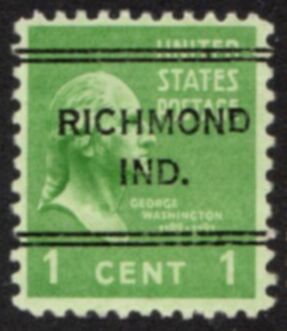 UNITED
STATES
POSTAGE
RICHMOND
IND.
GEORGE
WASHINGTON
1 CENT 1